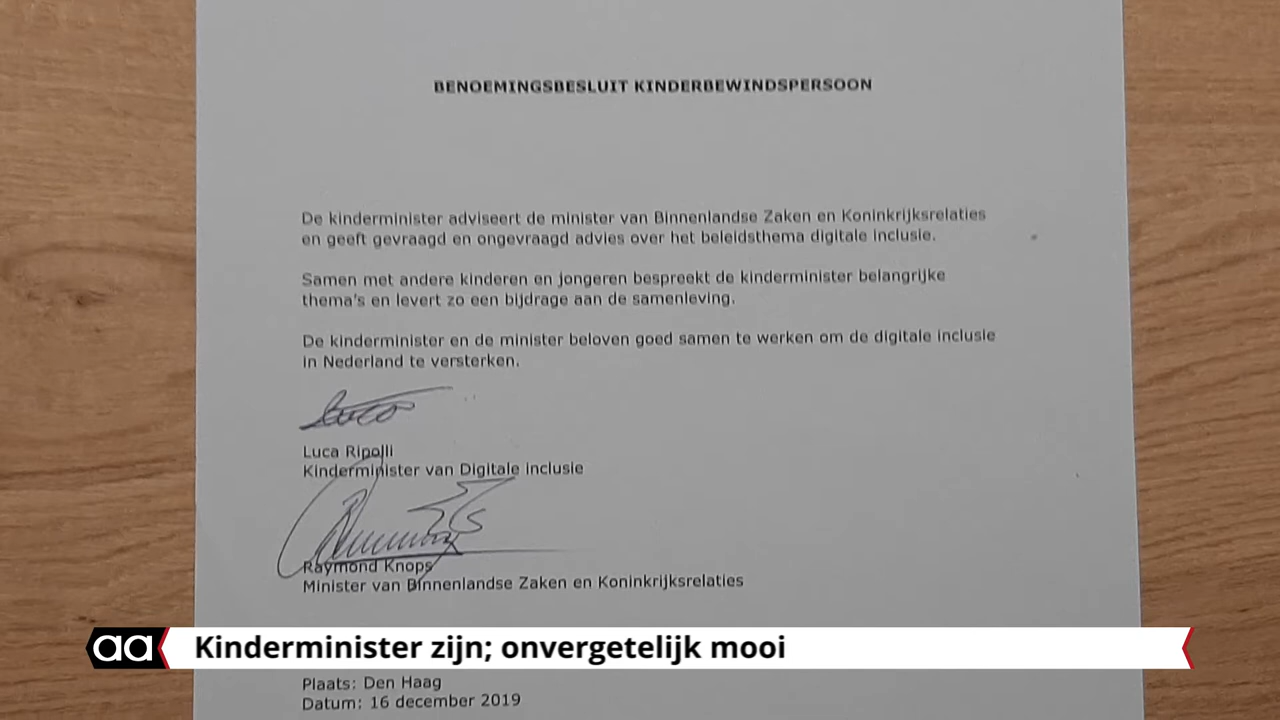 BENOEMINGSBESLUIT KINDERBEWINDSPERSOON
De kinderminister adviseert de minister van Binnenlandse Zaken en Koninkrijksrelaties
en geeft gevraagd en ongevraagd advies over het beleidsthema digitale inclusie.
Samen met andere kinderen en jongeren bespreekt de kinderminister belangrijke
thema's en levert zo een bijdrage aan de samenleving.
De kinderminister en de minister beloven goed samen te werken om de digitale inclusie
in Nederland te versterken.
Luca
Luca Ripolli
Kinderminister van Digitale inclusie
Raymond Knops
Minister van Binnenlandse Zaken en Koninkrijksrelaties
aa Kinderminister zijn; onvergetelijk mooi
Plaats: Den Haag
Datum: 16 december 2019